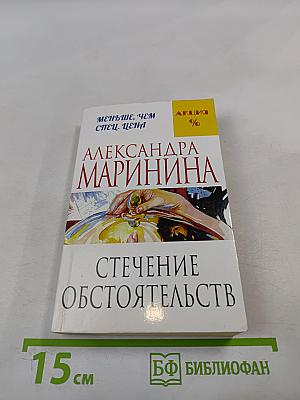 МЕНЬШЕ, ЧЕМ
СПЕЦ. ЦЕНА
АКЦИЯ
%
АЛЕКСАНДРА
МАРИНИНА
СТЕЧЕНИЕ
ОБСТОЯТЕЛЬСТВ
15 см
БФ БИБЛИОФАН